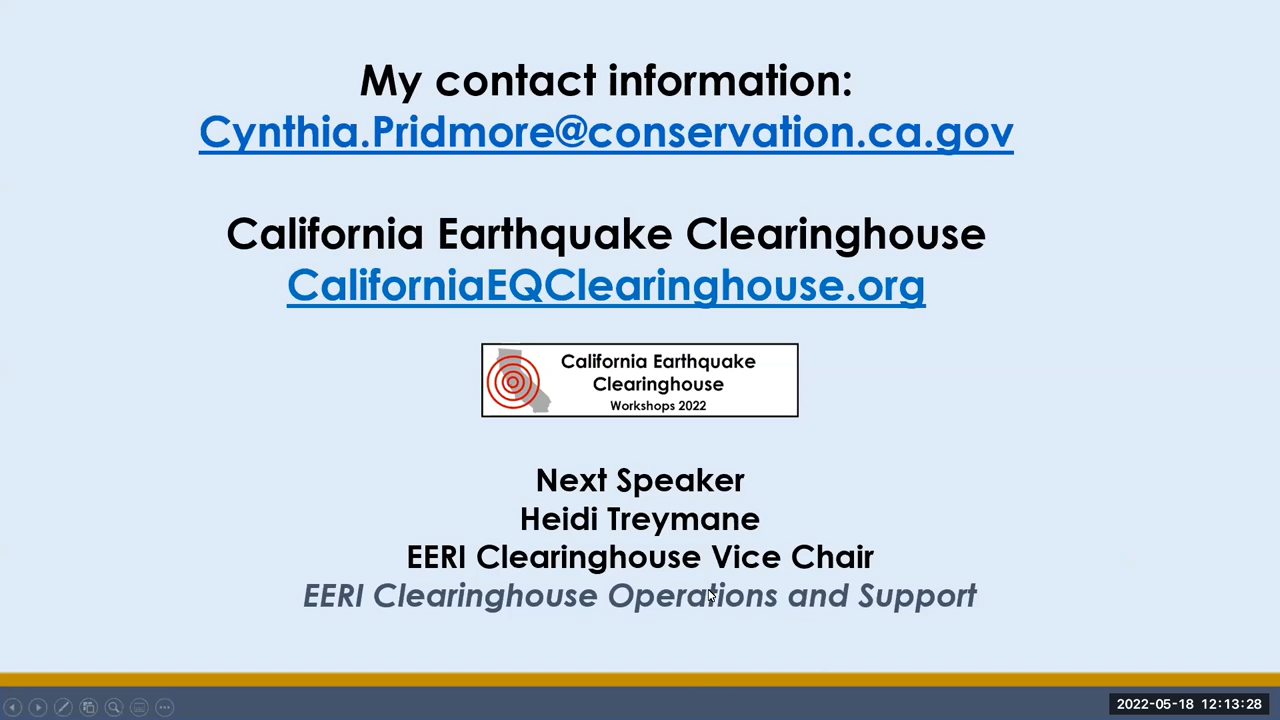 My contact information:
Cynthia.Pridmore@conservation.ca.gov
California Earthquake Clearinghouse
CaliforniaEQClearinghouse.org
California Earthquake
Clearinghouse
Workshops 2022
Next Speaker
Heidi Treymane
EERI Clearinghouse Vice Chair
EERI Clearinghouse Operations and Support
2022-05-18 12:13:28